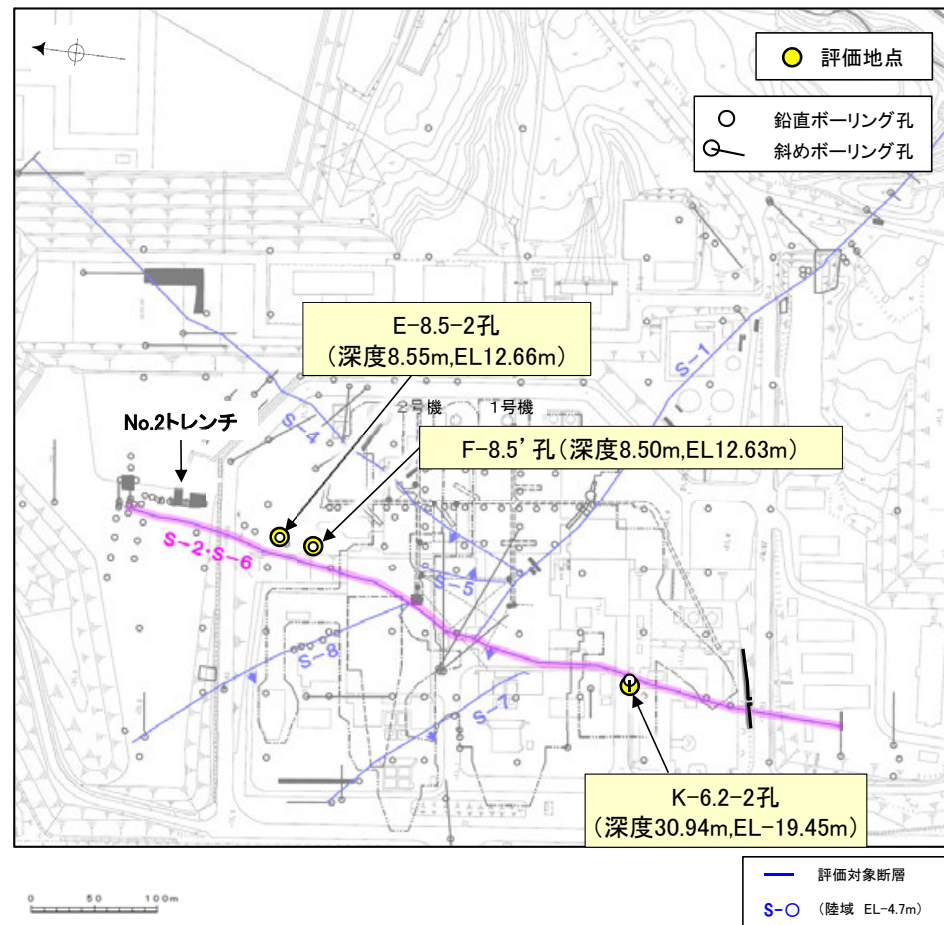 評価地点
鉛直ボーリング孔
斜めボーリング孔
E-8.5-2孔
(深度8.55m,EL12.66m)
S-1
2号機 1号機
No.2トレンチ
S-4
F-8.5'孔(深度8.50m,EL12.63m)
S-2・S-6
S-5
S-8
S-7
K-6.2-2孔
(深度30.94m,EL-19.45m)
0 50 100m
評価対象断層
S-○ (陸域 EL-4.7m)